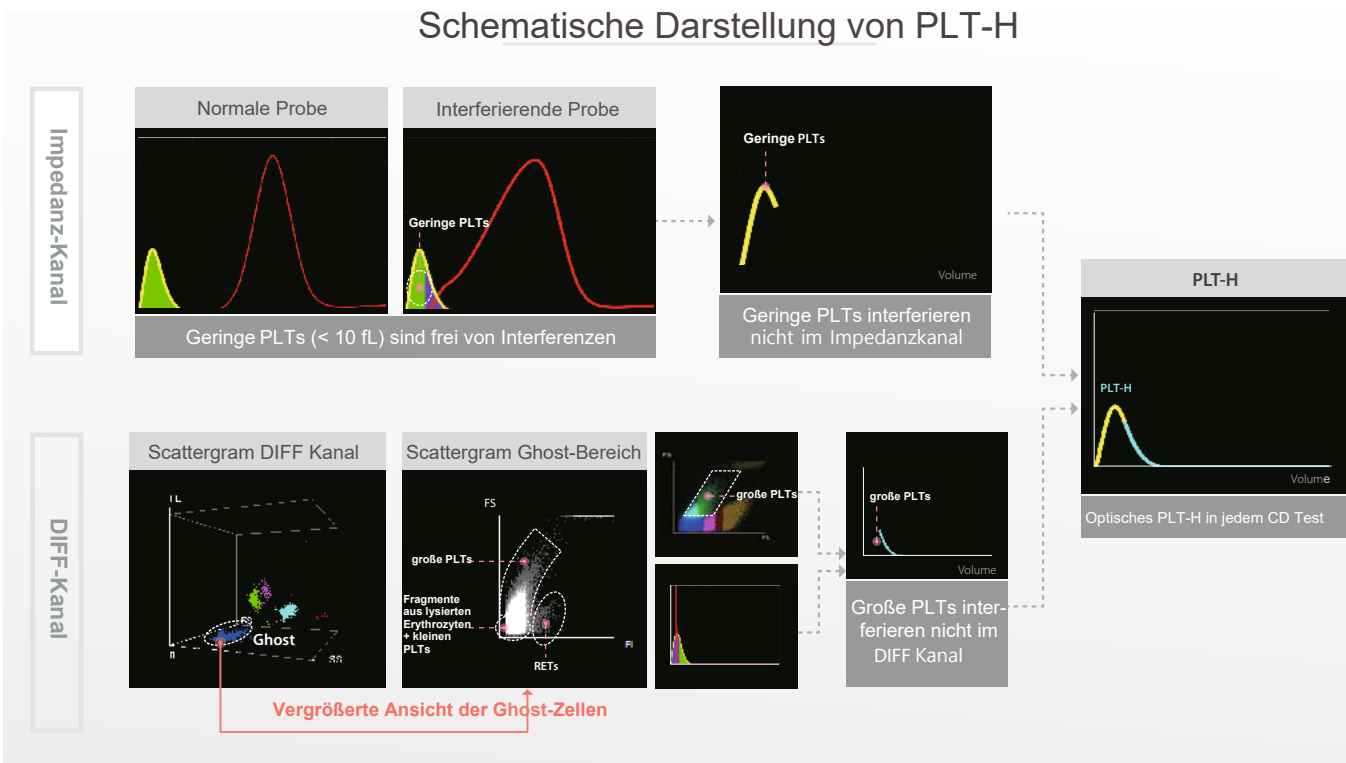 Schematische Darstellung von PLT-H
Impedanz-Kanal
Normale Probe
Interferierende Probe
Geringe PLTs
Geringe PLTs (< 10 fL) sind frei von Interferenzen
Geringe PLTs
Volume
Geringe PLTs interferieren
nicht im Impedanzkanal
PLT-H
PLT-H
Volume
Optisches PLT-H in jedem CD Test
DIFF-Kanal
Scattergram DIFF Kanal
FS
Ghost
SS
Scattergram Ghost-Bereich
FS
große PLTs
Fragmente
aus lysierten
Erythrozyten
+ kleinen
PLTs
RETs
FI
FS
große PLTs
FL
große PLTs
Volume
Große PLTs inter-
ferieren nicht im
DIFF Kanal
Vergrößerte Ansicht der Ghost-Zellen